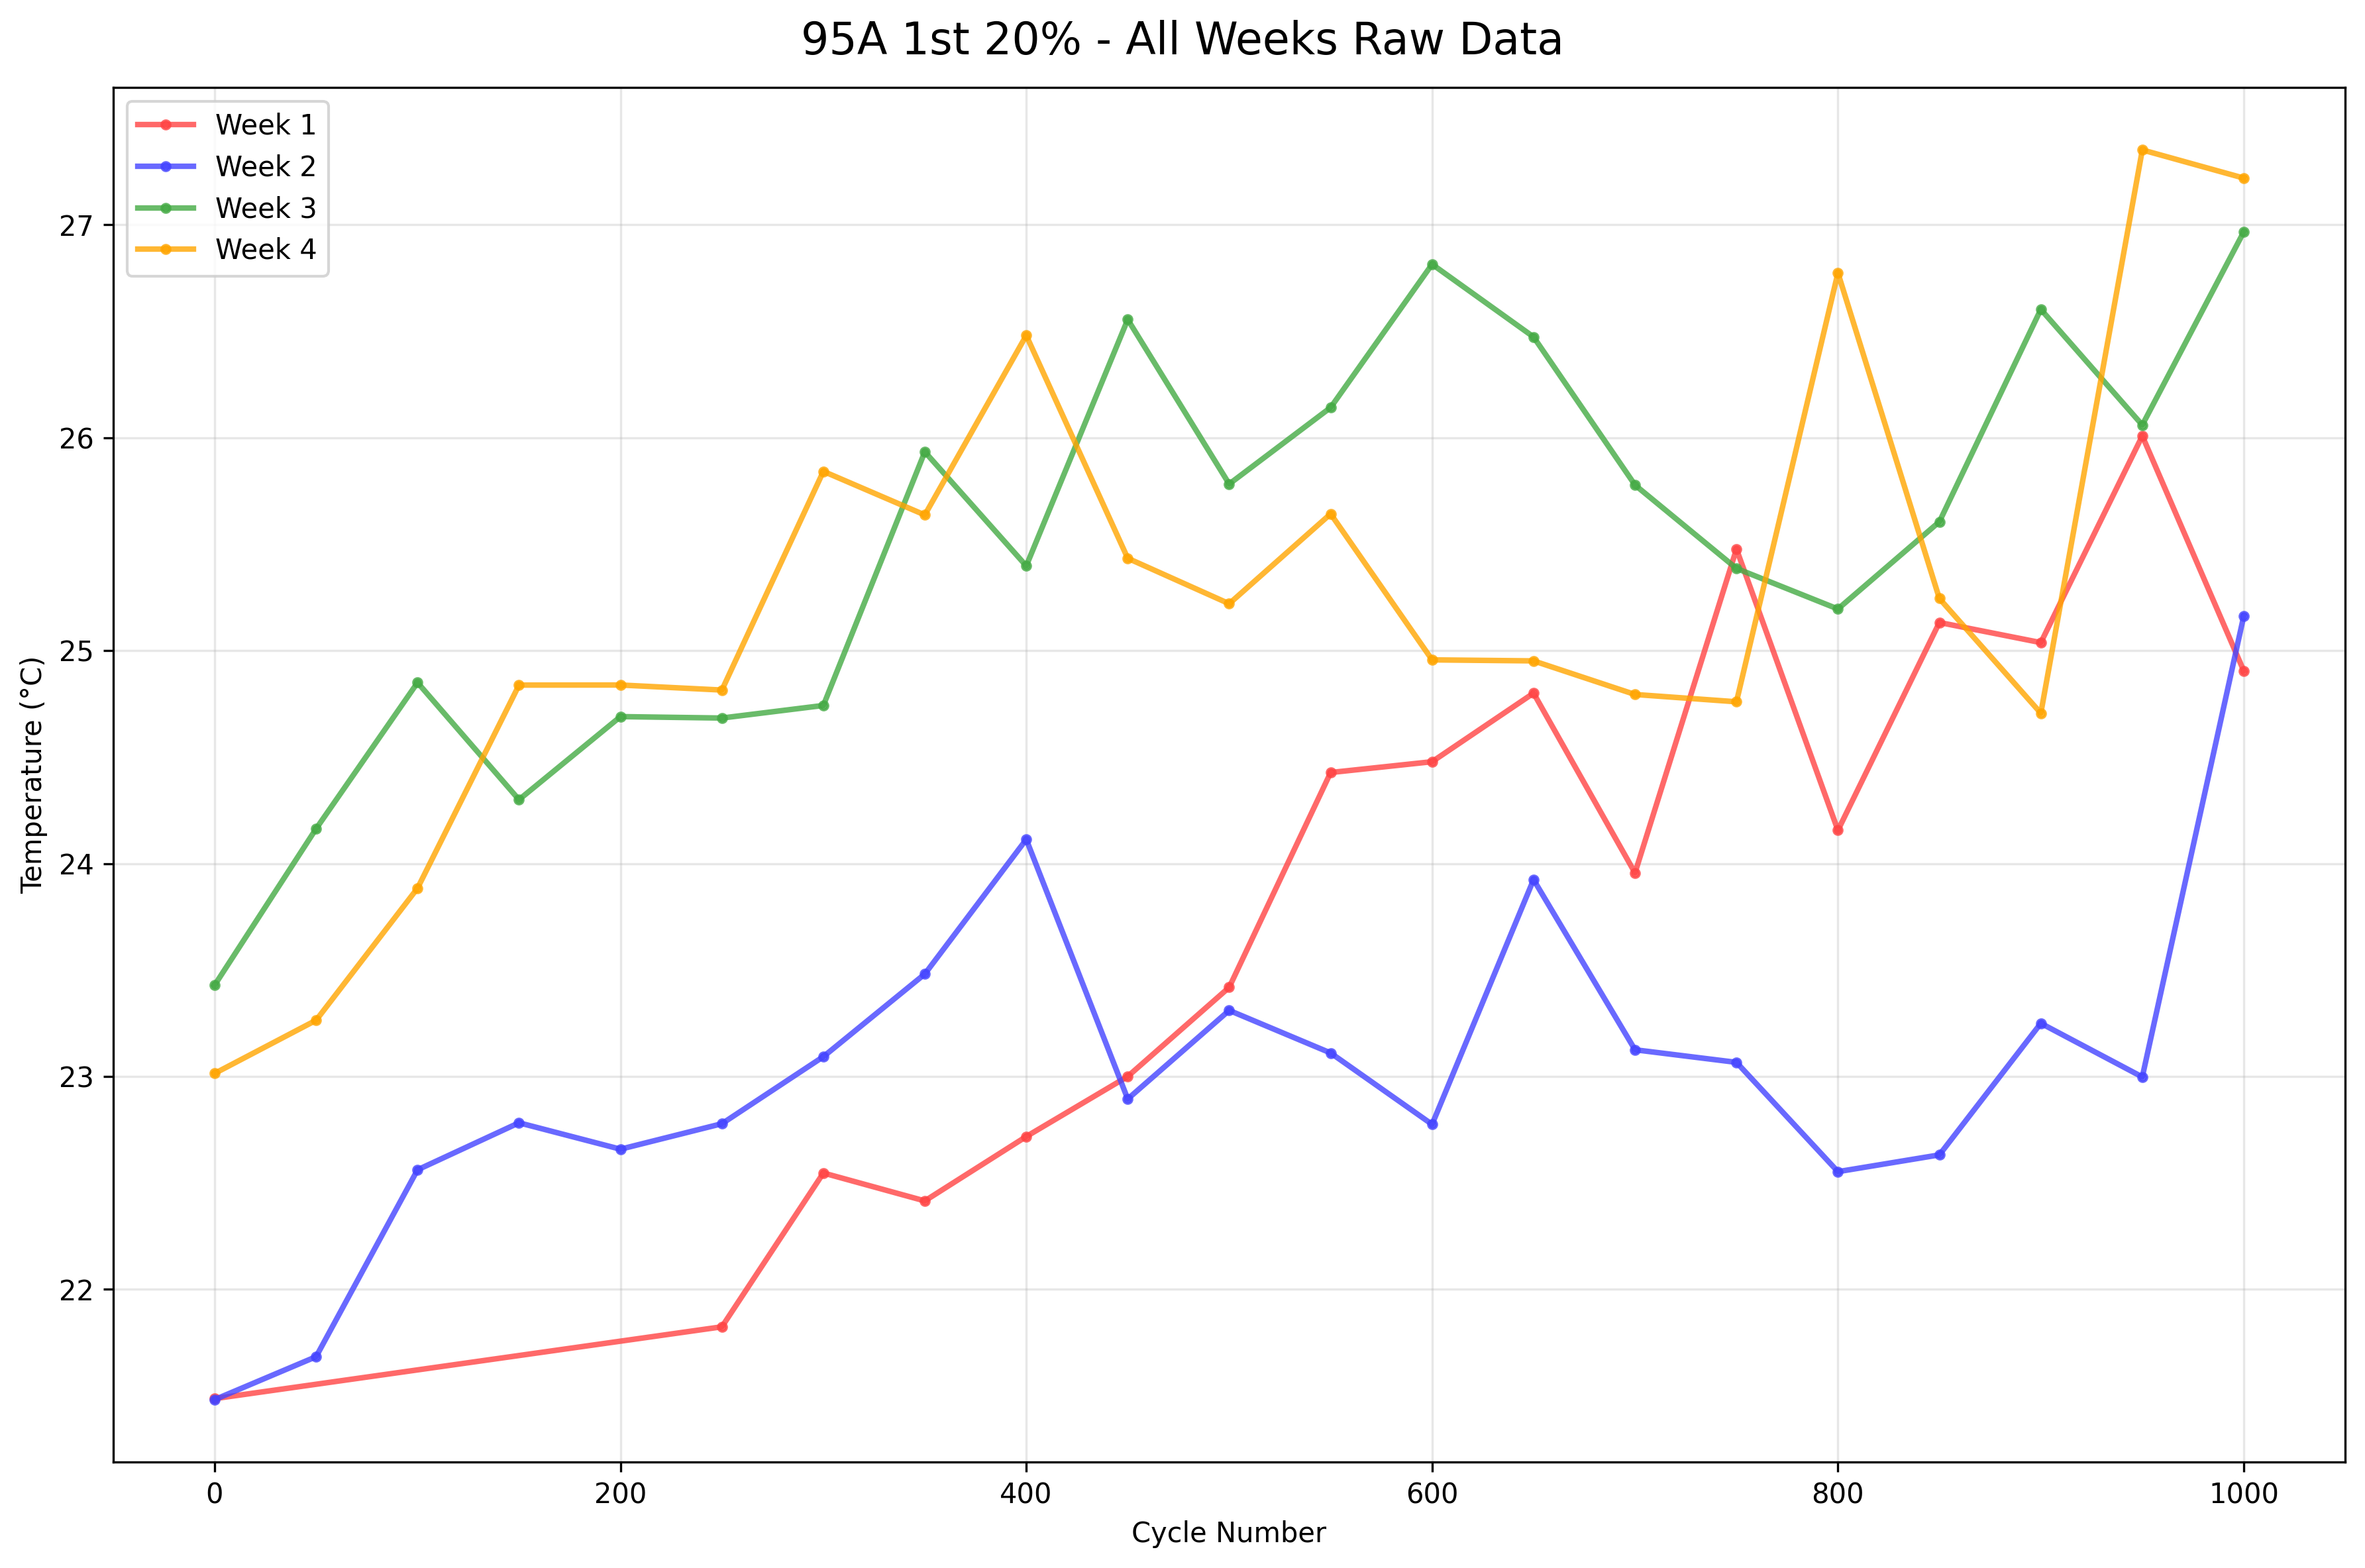 95A 1st 20% - All Weeks Raw Data
Week 1
Week 2
Week 3
Week 4
27
26
25
24
23
22
Temperature (°C)
0 200 400 600 800 1000
Cycle Number